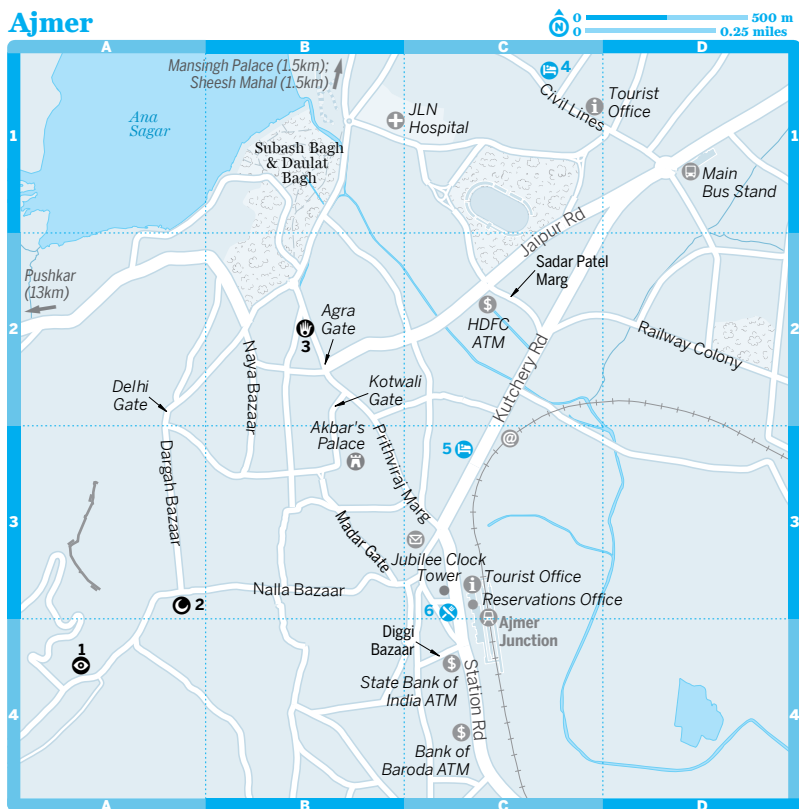 Ajmer
N
0 500 m
0 0.25 miles
A
B
C
D
1
2
3
4
1
2
3
4
A
B
C
D
Mansingh Palace (1.5km);
Sheesh Mahal (1.5km)
Ana
Sagar
JLN
Hospital
4
Civil Lines
Tourist
Office
Subash Bagh
& Daulat
Bagh
Main
Bus Stand
Jaipur Rd
Pushkar
(13km)
Sadar Patel
Marg
Agra
Gate
3
$
HDFC
ATM
Railway Colony
Naya Bazaar
Kutchery Rd
Delhi
Gate
Kotwali
Gate
Akbar's
Palace
Prithviraj Marg
5
@
Dargah Bazaar
Madar Gate
Jubilee Clock
Tower
Tourist Office
Nalla Bazaar
Reservations Office
2
6
Ajmer
Junction
1
Diggi
Bazaar
$
State Bank of
India ATM
Station Rd
$
Bank of
Baroda ATM